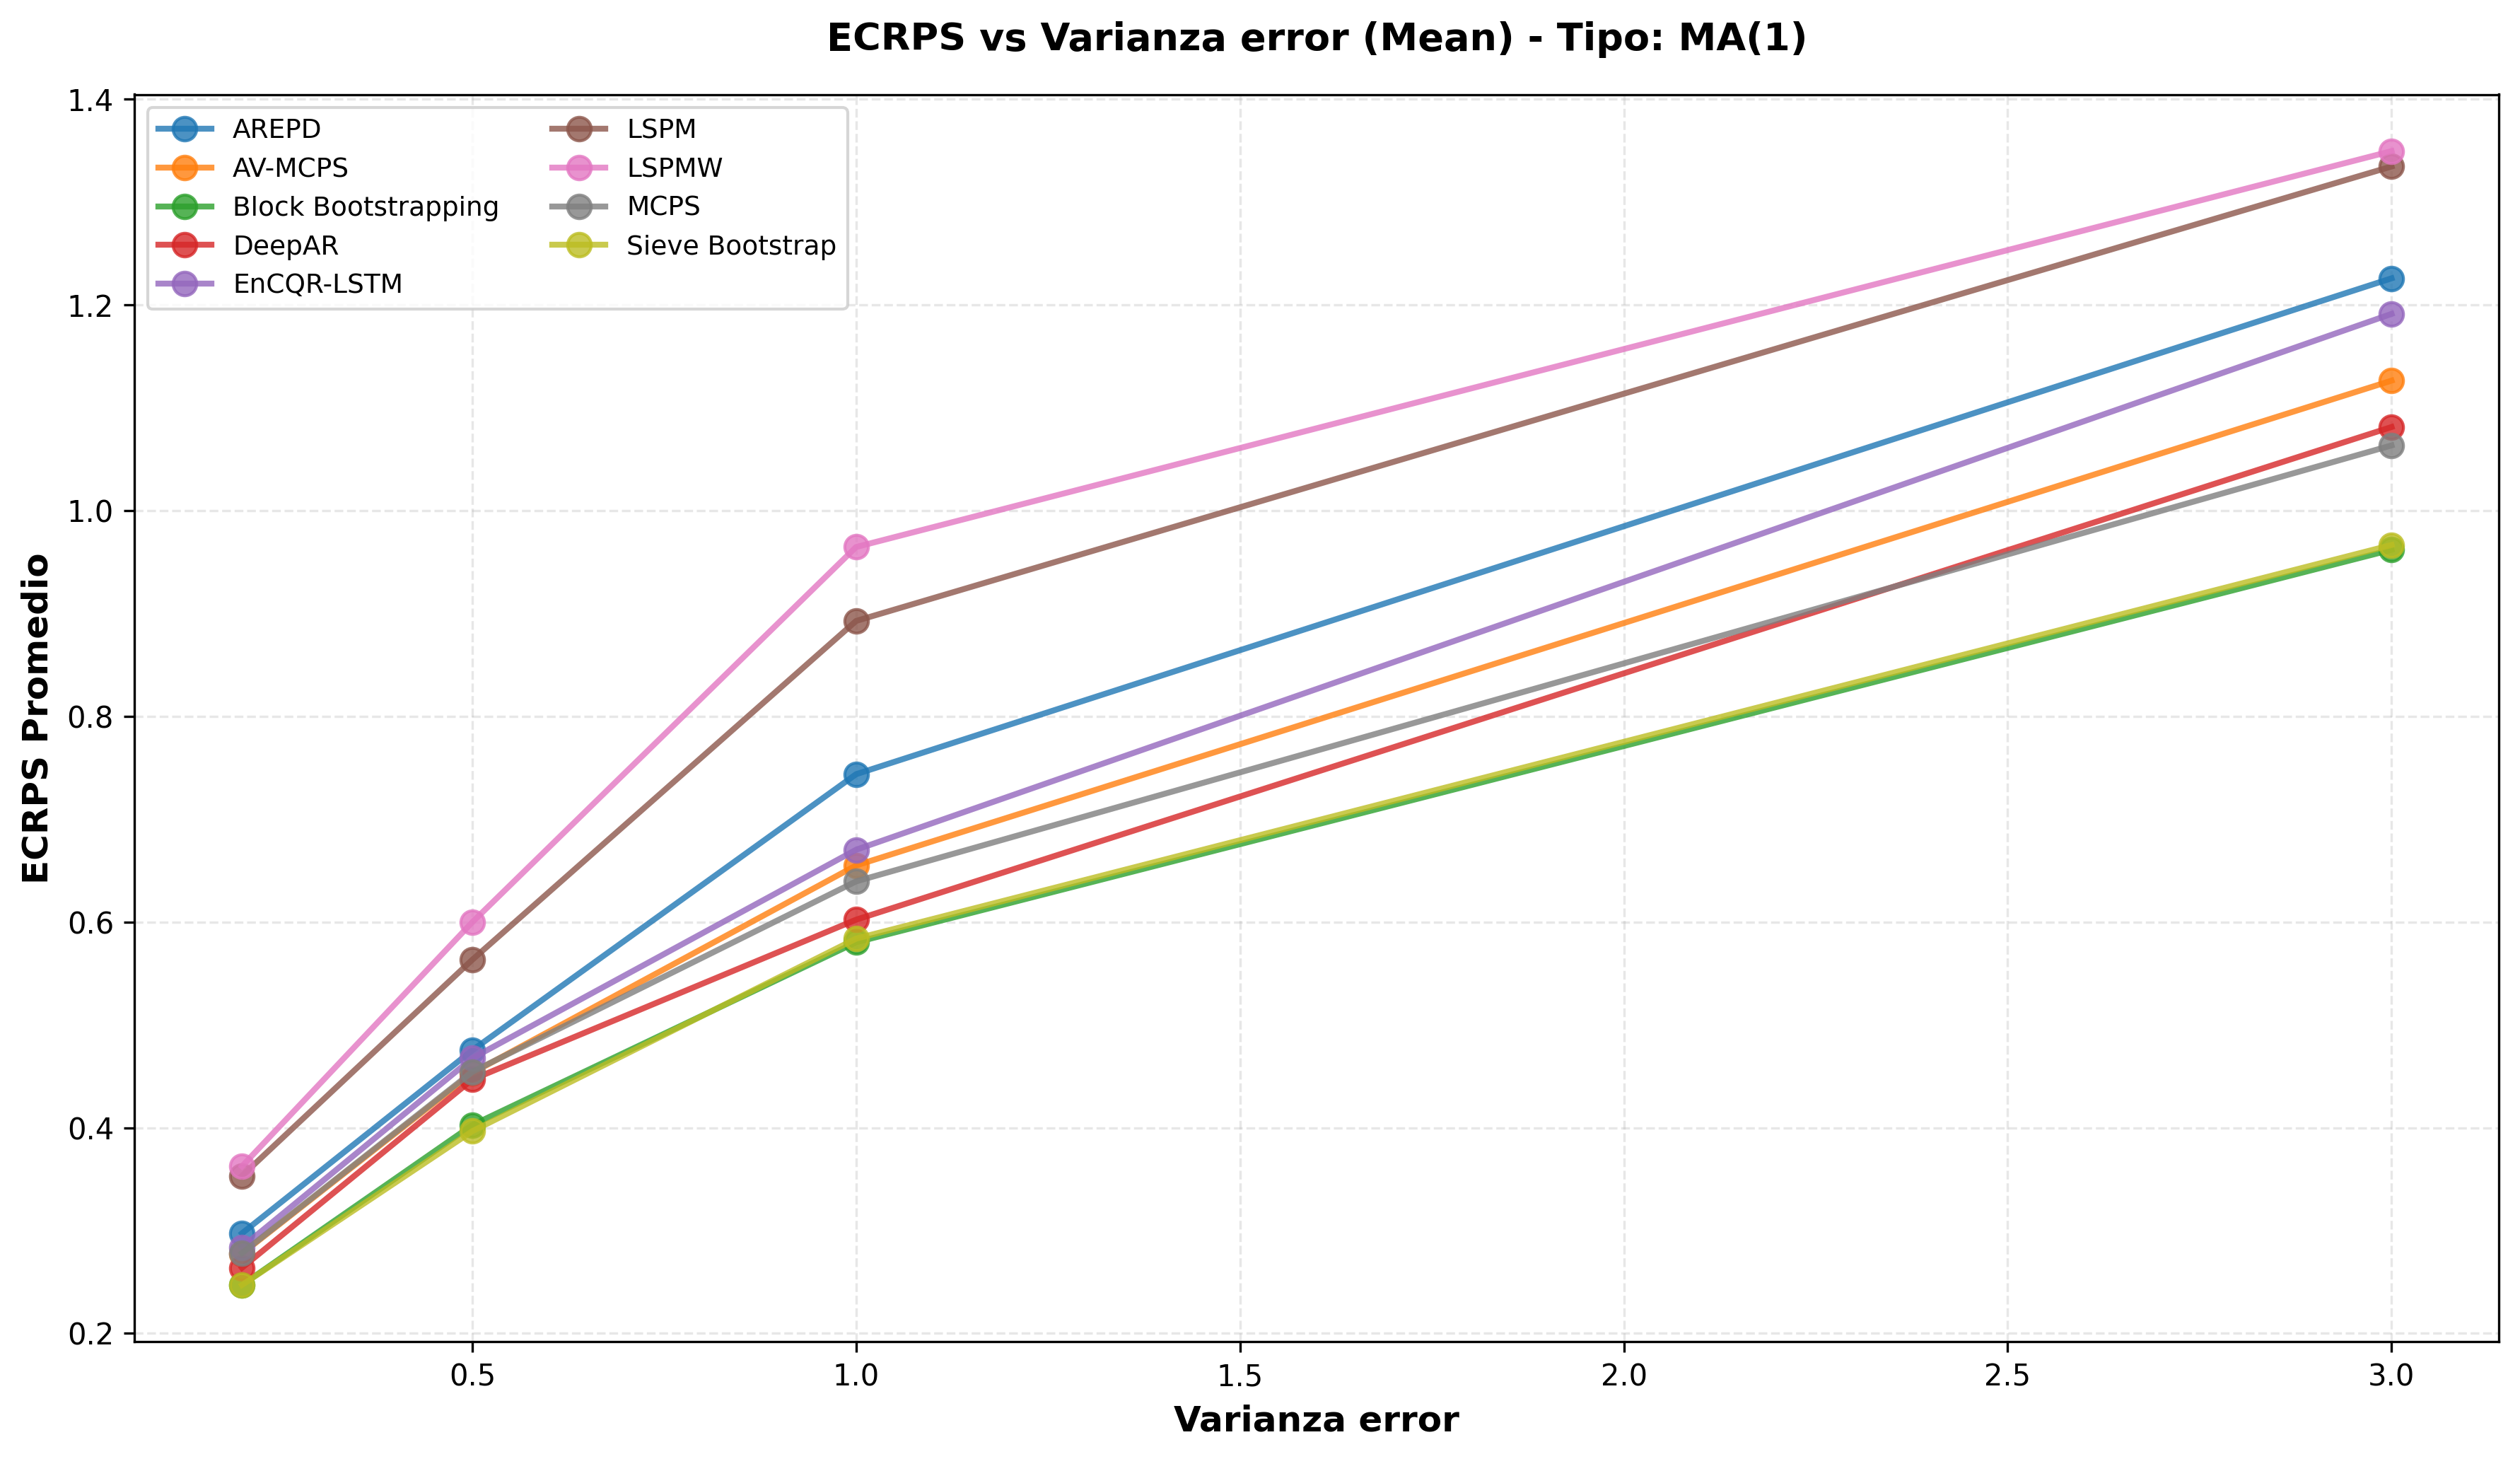 ECRPS vs Varianza error (Mean) - Tipo: MA(1)
AREPD
AV-MCPS
Block Bootstrapping
DeepAR
EnCQR-LSTM
LSPM
LSPMW
MCPS
Sieve Bootstrap
ECRPS Promedio
1.4
1.2
1.0
0.8
0.6
0.4
0.2
0.5 1.0 1.5 2.0 2.5 3.0
Varianza error